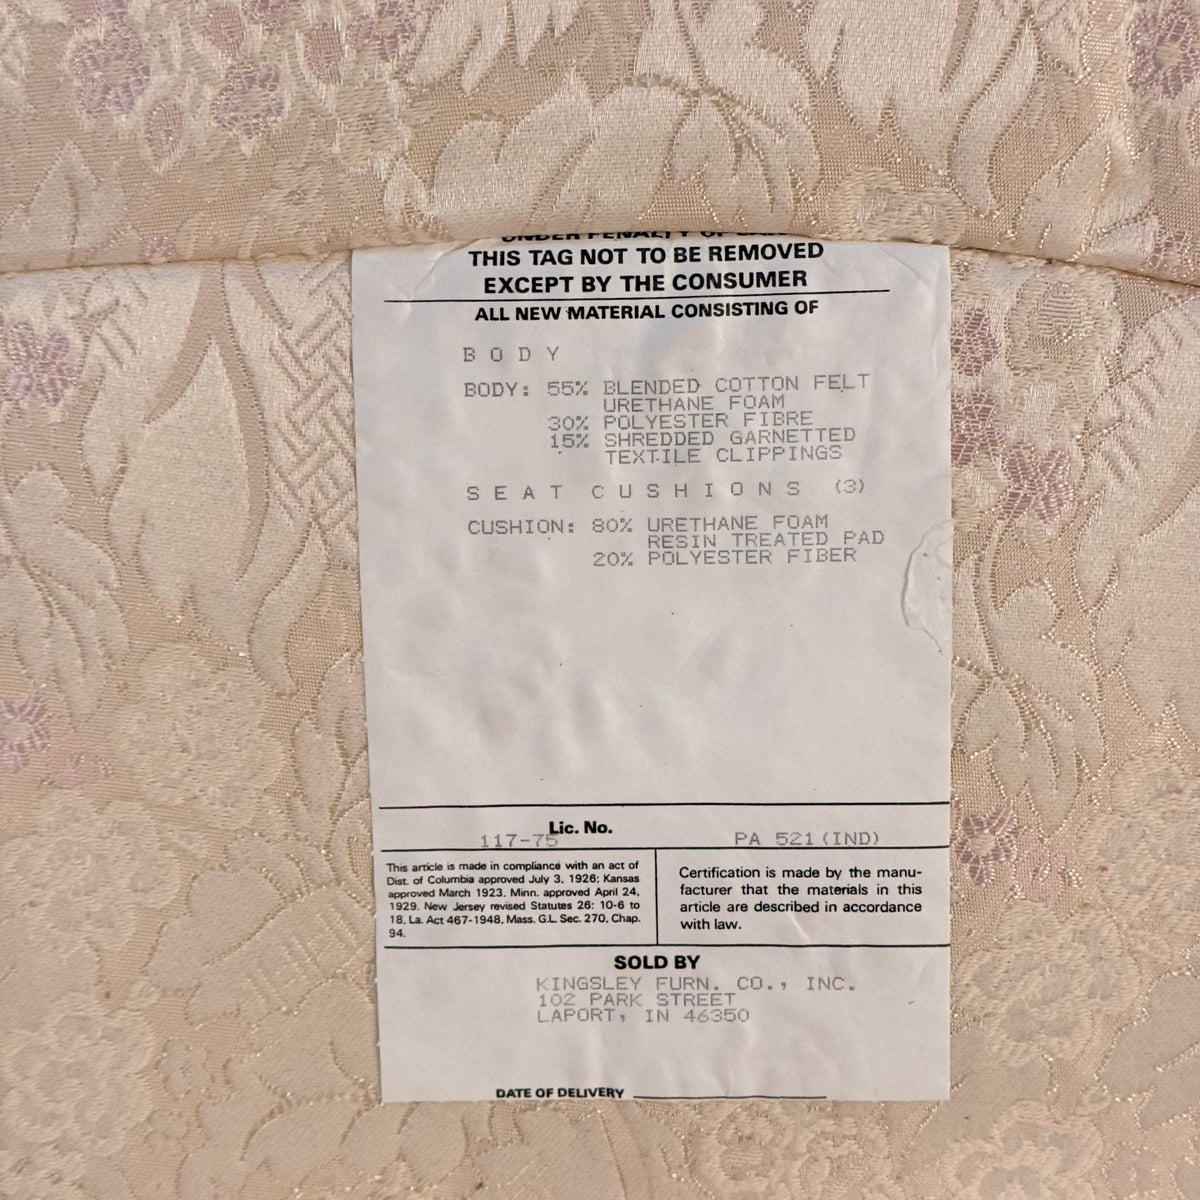 UNDER PENALTY OF LAW
THIS TAG NOT TO BE REMOVED
EXCEPT BY THE CONSUMER
ALL NEW MATERIAL CONSISTING OF
B O D Y
BODY: 55% BLENDED COTTON FELT
URETHANE FOAM
30% POLYESTER FIBRE
15% SHREDDED GARNETTED
TEXTILE CLIPPINGS
S E A T C U S H I O N S (3)
CUSHION: 80% URETHANE FOAM
RESIN TREATED PAD
20% POLYESTER FIBER
Lic. No.
117-75 PA 521 (IND)
This article is made in compliance with an act of
Dist. of Columbia approved July 3, 1926; Kansas
approved March 1923. Minn. approved April 24,
1929. New Jersey revised Statutes 26: 10-6 to
18. La. Act 467-1948, Mass. G.L. Sec. 270, Chap.
94.
Certification is made by the manu-
facturer that the materials in this
article are described in accordance
with law.
SOLD BY
KINGSLEY FURN. CO., INC.
102 PARK STREET
LAPORT, IN 46350
DATE OF DELIVERY